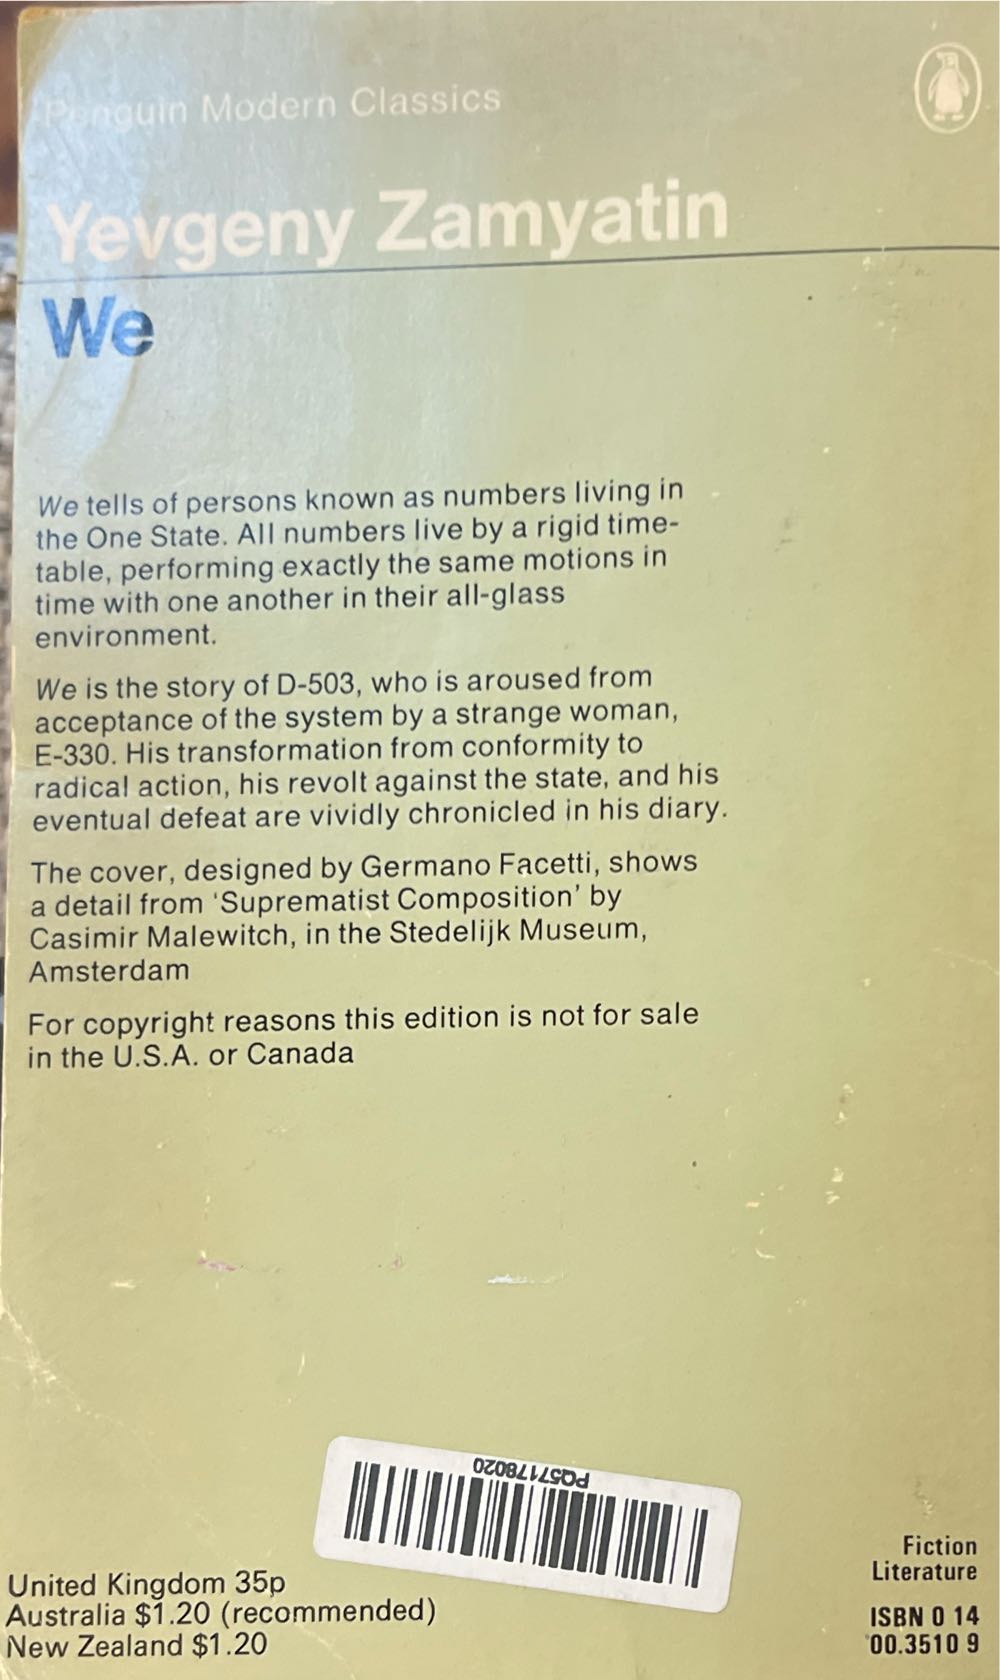 Penguin Modern Classics
Yevgeny Zamyatin
We
We tells of persons known as numbers living in
the One State. All numbers live by a rigid time-
table, performing exactly the same motions in
time with one another in their all-glass
environment.
We is the story of D-503, who is aroused from
acceptance of the system by a strange woman,
E-330. His transformation from conformity to
radical action, his revolt against the state, and his
eventual defeat are vividly chronicled in his diary.
The cover, designed by Germano Facetti, shows
a detail from 'Suprematist Composition' by
Casimir Malewitch, in the Stedelijk Museum,
Amsterdam
For copyright reasons this edition is not for sale
in the U.S.A. or Canada
PQ57178020
United Kingdom 35p
Australia $1.20 (recommended)
New Zealand $1.20
Fiction
Literature
ISBN 0 14
00.3510 9